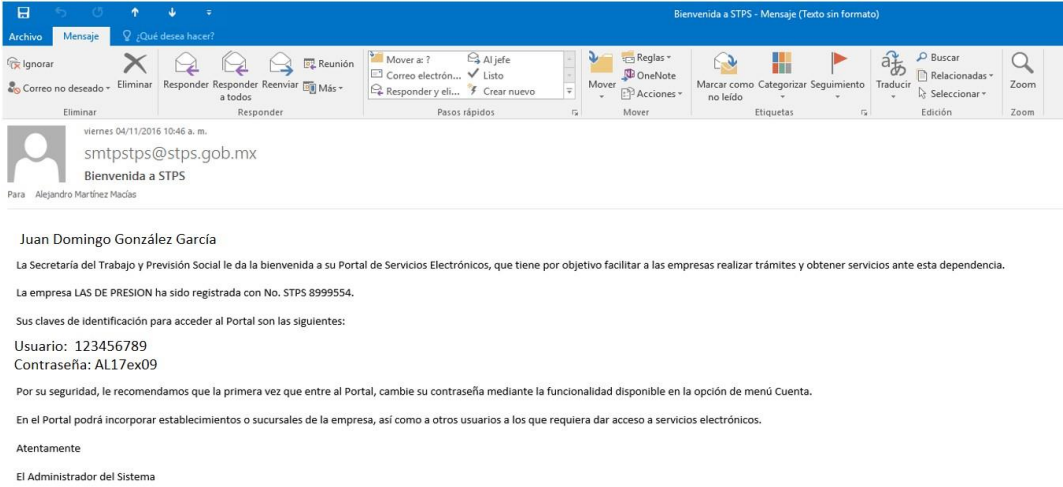 Bienvenida a STPS - Mensaje (Texto sin formato)
Archivo Mensaje ¿Qué desea hacer?
Ignorar
Correo no deseado
Eliminar
Eliminar
Responder
Responder a todos
Reenviar
Reunión
Más
Responder
Mover a: ?
Al jefe
Correo electrón...
Listo
Responder y eli...
Crear nuevo
Pasos rápidos
Mover
Reglas
OneNote
Acciones
Mover
Marcar como no leído
Categorizar
Seguimiento
Etiquetas
Traducir
Buscar
Relacionadas
Seleccionar
Edición
Zoom
Zoom
viernes 04/11/2016 10:46 a. m.
smtpstps@stps.gob.mx
Bienvenida a STPS
Para Alejandro Martínez Macías
Juan Domingo González García
La Secretaría del Trabajo y Previsión Social le da la bienvenida a su Portal de Servicios Electrónicos, que tiene por objetivo facilitar a las empresas realizar trámites y obtener servicios ante esta dependencia.
La empresa LAS DE PRESION ha sido registrada con No. STPS 8999554.
Sus claves de identificación para acceder al Portal son las siguientes:
Usuario: 123456789
Contraseña: AL17ex09
Por su seguridad, le recomendamos que la primera vez que entre al Portal, cambie su contraseña mediante la funcionalidad disponible en la opción de menú Cuenta.
En el Portal podrá incorporar establecimientos o sucursales de la empresa, así como a otros usuarios a los que requiera dar acceso a servicios electrónicos.
Atentamente
El Administrador del Sistema